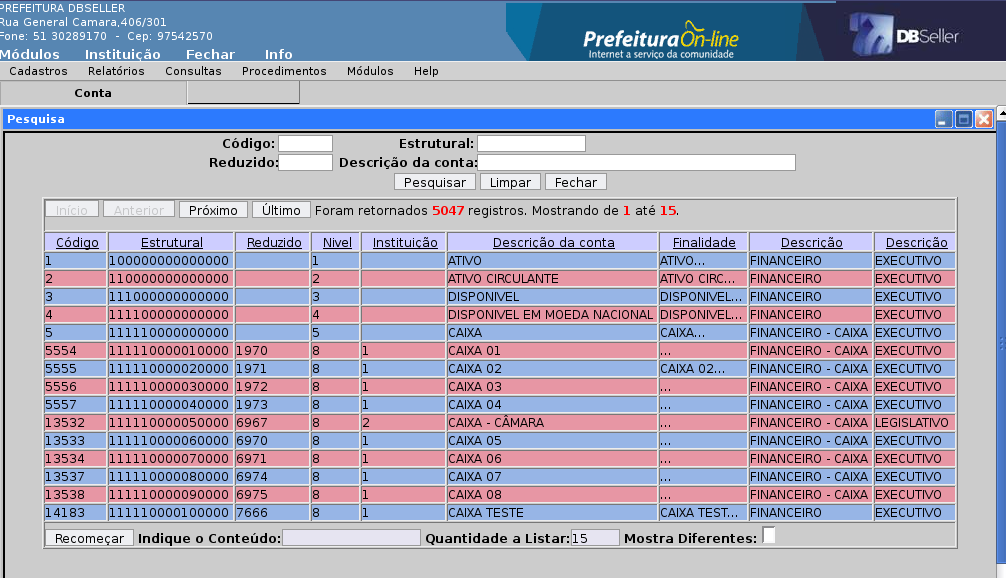 PREFEITURA DBSELLER
Rua General Camara,406/301
Fone: 51 30289170 - Cep: 97542570
Prefeitura On-line
Internet a serviço da comunidade
DBSeller
Módulos Instituição Fechar Info
Cadastros Relatórios Consultas Procedimentos Módulos Help
Conta
Pesquisa
Código: Estrutural:
Reduzido: Descrição da conta:
Pesquisar Limpar Fechar
Início Anterior Próximo Último Foram retornados 5047 registros. Mostrando de 1 até 15.
Código Estrutural Reduzido Nivel Instituição Descrição da conta Finalidade Descrição Descrição
1 100000000000000 1 ATIVO ATIVO... FINANCEIRO EXECUTIVO
2 110000000000000 2 ATIVO CIRCULANTE ATIVO CIRC... FINANCEIRO EXECUTIVO
3 111000000000000 3 DISPONIVEL DISPONIVEL... FINANCEIRO EXECUTIVO
4 111100000000000 4 DISPONIVEL EM MOEDA NACIONAL DISPONIVEL... FINANCEIRO EXECUTIVO
5 111110000000000 5 CAIXA CAIXA... FINANCEIRO - CAIXA EXECUTIVO
5554 111110000010000 1970 8 1 CAIXA 01 ... FINANCEIRO - CAIXA EXECUTIVO
5555 111110000020000 1971 8 1 CAIXA 02 CAIXA 02... FINANCEIRO - CAIXA EXECUTIVO
5556 111110000030000 1972 8 1 CAIXA 03 ... FINANCEIRO - CAIXA EXECUTIVO
5557 111110000040000 1973 8 1 CAIXA 04 ... FINANCEIRO - CAIXA EXECUTIVO
13532 111110000050000 6967 8 2 CAIXA - CÂMARA ... FINANCEIRO - CAIXA LEGISLATIVO
13533 111110000060000 6970 8 1 CAIXA 05 ... FINANCEIRO - CAIXA EXECUTIVO
13534 111110000070000 6971 8 1 CAIXA 06 ... FINANCEIRO - CAIXA EXECUTIVO
13537 111110000080000 6974 8 1 CAIXA 07 ... FINANCEIRO - CAIXA EXECUTIVO
13538 111110000090000 6975 8 1 CAIXA 08 ... FINANCEIRO - CAIXA EXECUTIVO
14183 111110000100000 7666 8 1 CAIXA TESTE CAIXA TEST... FINANCEIRO EXECUTIVO
Recomeçar Indique o Conteúdo: Quantidade a Listar: 15 Mostra Diferentes: